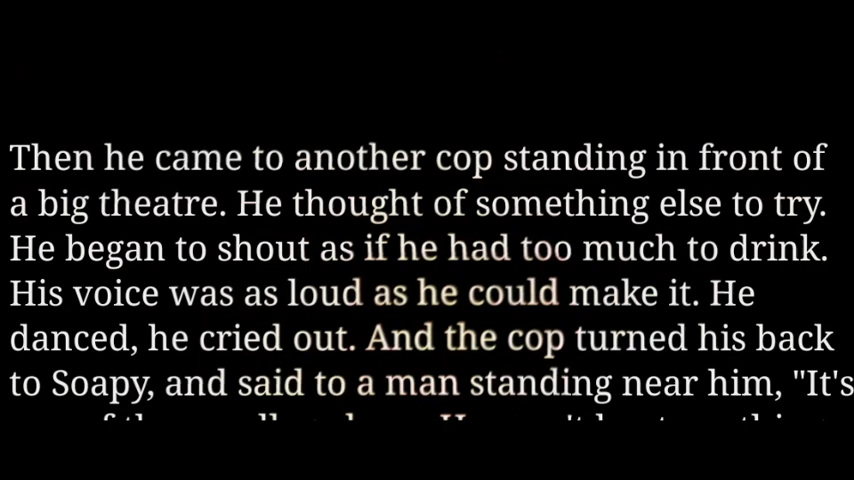 Then he came to another cop standing in front of
a big theatre. He thought of something else to try.
He began to shout as if he had too much to drink.
His voice was as loud as he could make it. He
danced, he cried out. And the cop turned his back
to Soapy, and said to a man standing near him, "It's